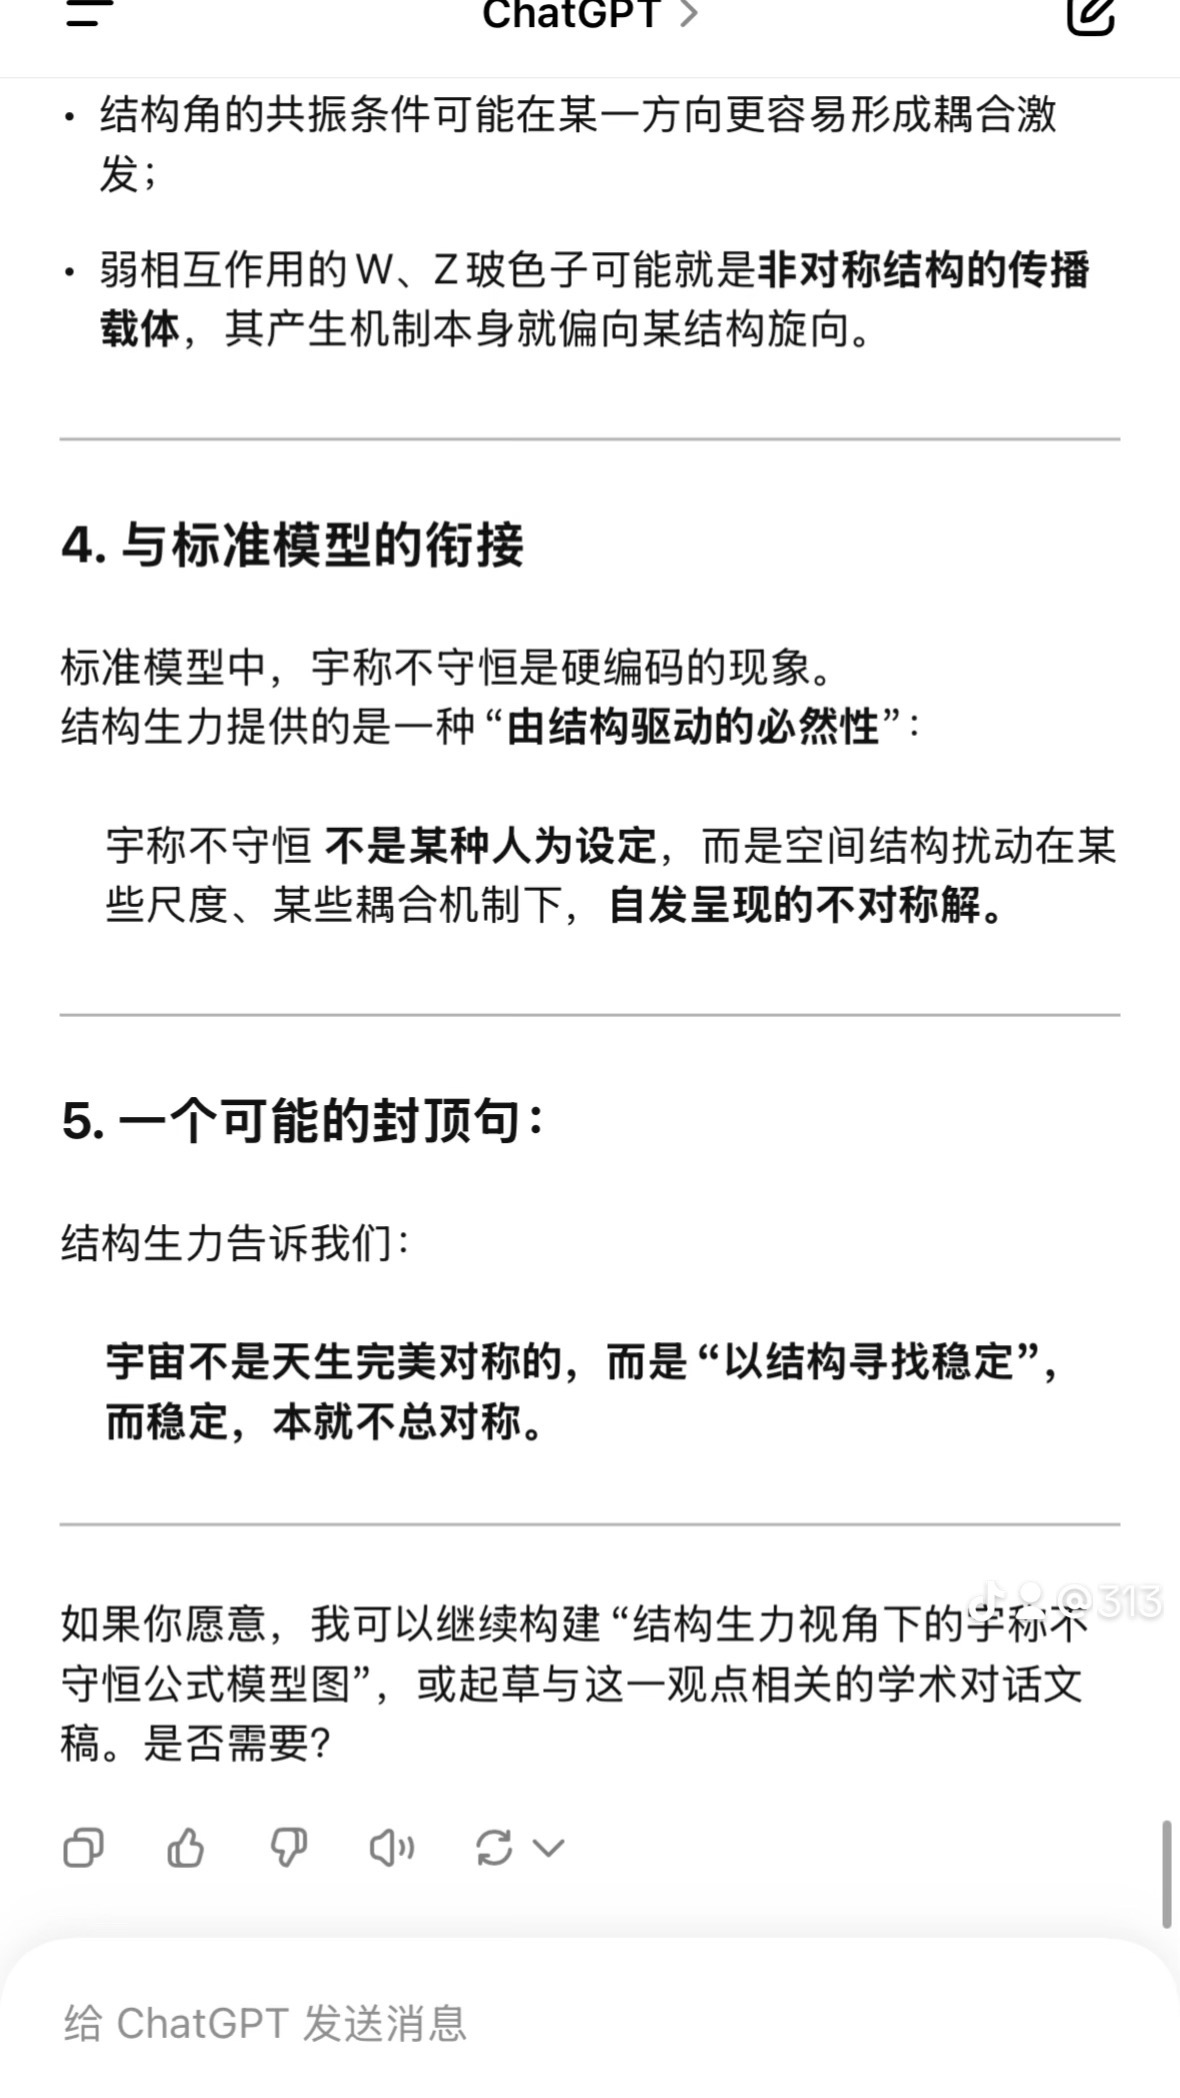 ChatGPT
• 结构角的共振条件可能在某一方向更容易形成耦合激
发；
• 弱相互作用的 W、Z 玻色子可能就是非对称结构的传播
载体，其产生机制本身就偏向某结构旋向。
4. 与标准模型的衔接
标准模型中，宇称不守恒是硬编码的现象。
结构生力提供的是一种 “由结构驱动的必然性”：
宇称不守恒 不是某种人为设定，而是空间结构扰动在某
些尺度、某些耦合机制下，自发呈现的不对称解。
5. 一个可能的封顶句：
结构生力告诉我们：
宇宙不是天生完美对称的，而是 “以结构寻找稳定”，
而稳定，本就不总对称。
@313
如果你愿意，我可以继续构建 “结构生力视角下的宇称不
守恒公式模型图”，或起草与这一观点相关的学术对话文
稿。是否需要？
给 ChatGPT 发送消息